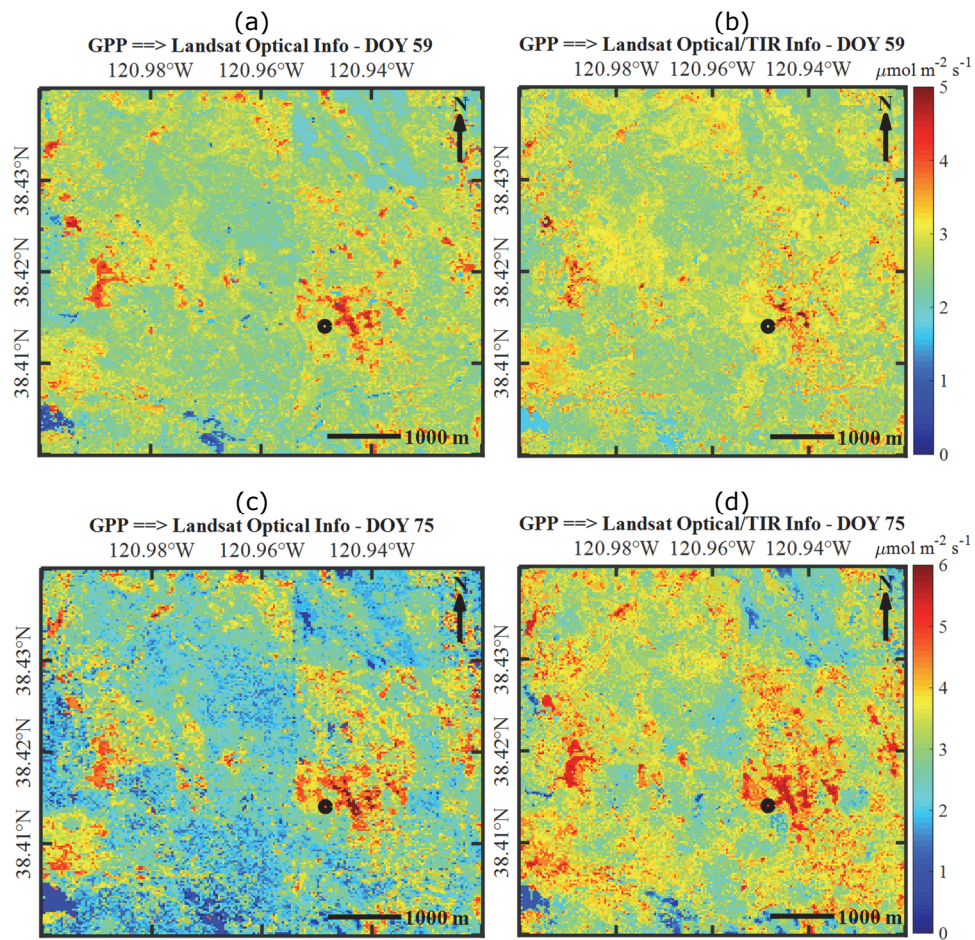 (a) (b)
GPP ==> Landsat Optical Info - DOY 59 GPP ==> Landsat Optical/TIR Info - DOY 59
120.98°W 120.96°W 120.94°W 120.98°W 120.96°W 120.94°W μmol m⁻² s⁻¹
N N 5
38.43°N 38.43°N 4
38.42°N 38.42°N 3
2
38.41°N 38.41°N 1
1000 m 1000 m 0
(c) (d)
GPP ==> Landsat Optical Info - DOY 75 GPP ==> Landsat Optical/TIR Info - DOY 75
120.98°W 120.96°W 120.94°W 120.98°W 120.96°W 120.94°W μmol m⁻² s⁻¹
N N 6
5
38.43°N 38.43°N 4
38.42°N 38.42°N 3
2
38.41°N 38.41°N 1
1000 m 1000 m 0